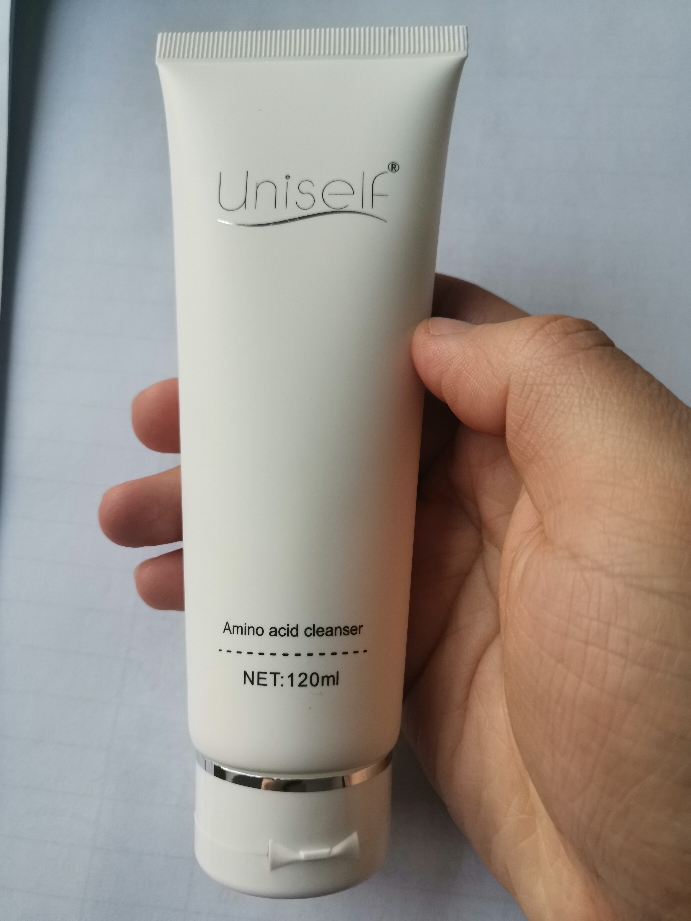 Uniself®
Amino acid cleanser
NET:120ml